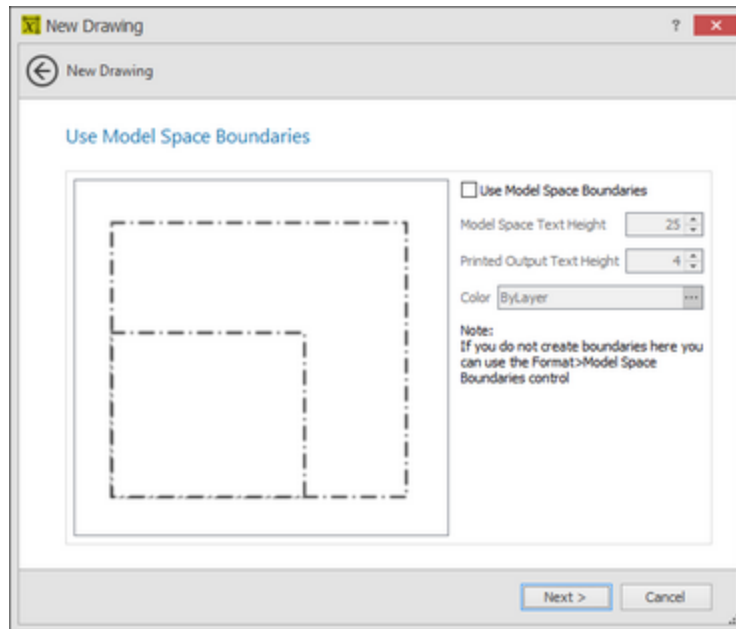 New Drawing
?
New Drawing
Use Model Space Boundaries
Use Model Space Boundaries
Model Space Text Height 25
Printed Output Text Height 4
Color ByLayer ...
Note:
If you do not create boundaries here you
can use the Format>Model Space
Boundaries control
Next > Cancel